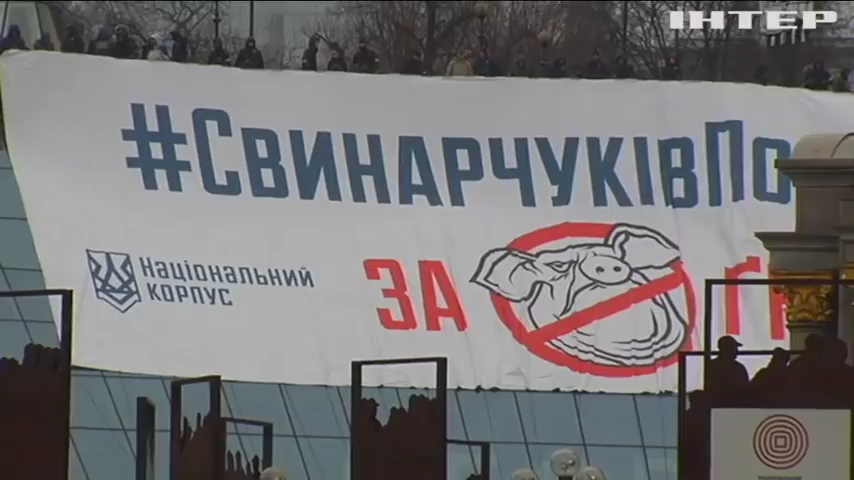 ІНТЕР
#СВИНАРЧУКІВПО
Національний
КОРПУС
ЗА